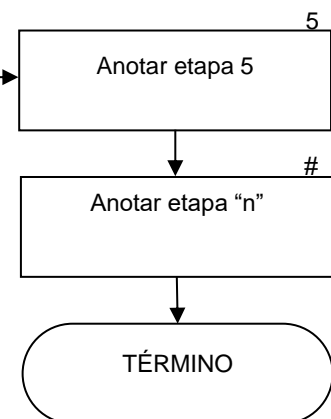 5
Anotar etapa 5
#
Anotar etapa “n”
TÉRMINO